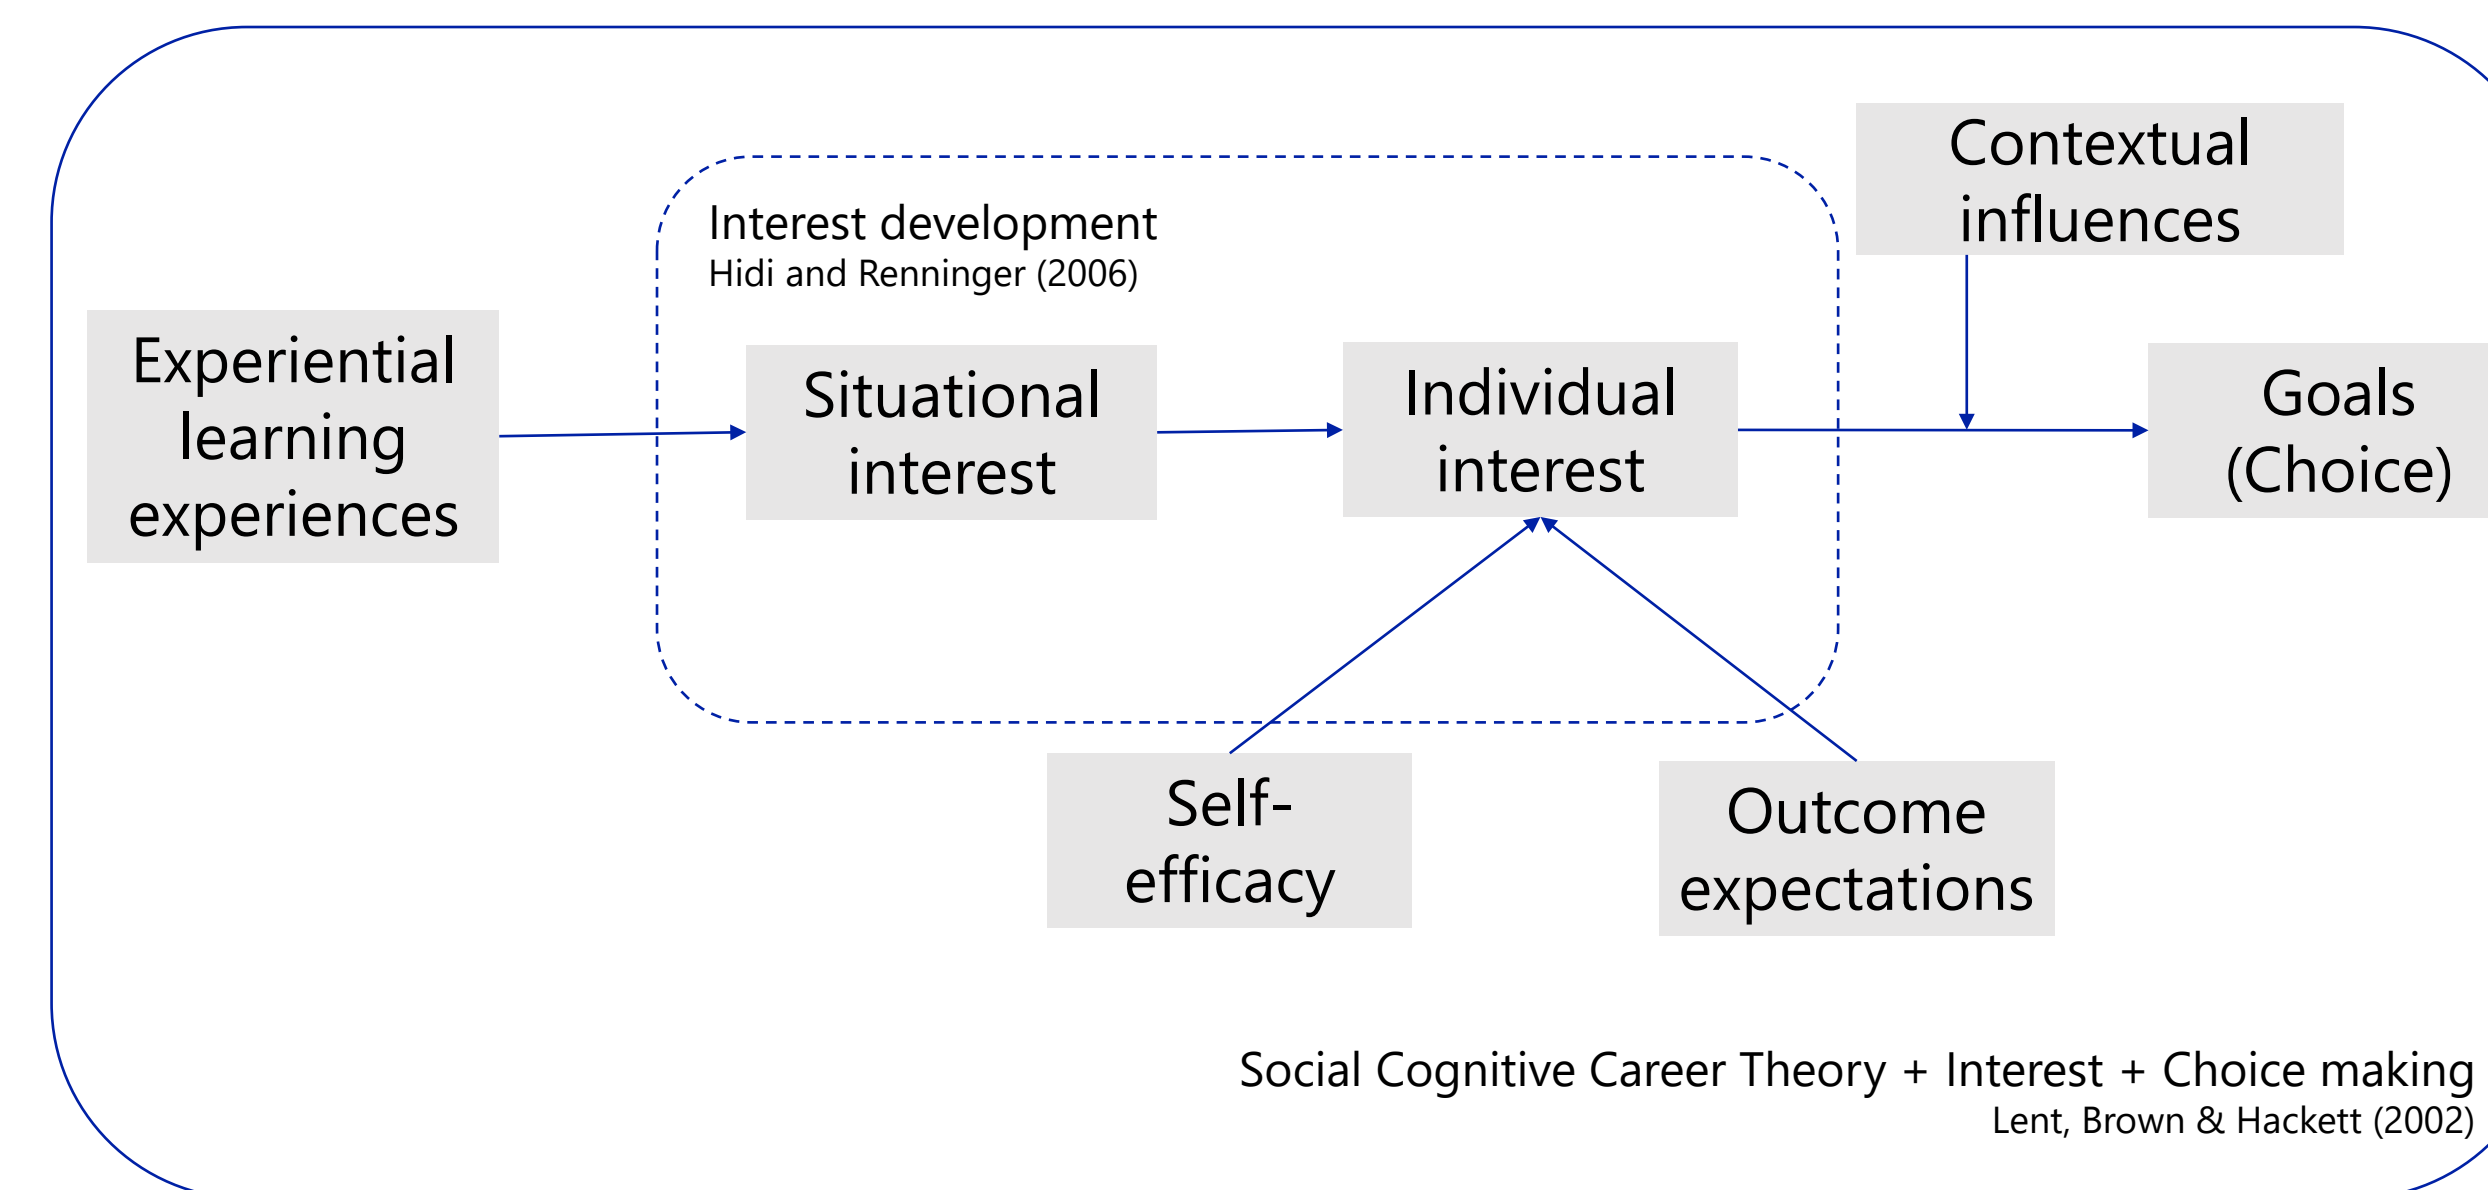 Contextual
influences
Interest development
Hidi and Renninger (2006)
Experiential
learning
experiences
Situational
interest
Individual
interest
Goals
(Choice)
Self-
efficacy
Outcome
expectations
Social Cognitive Career Theory + Interest + Choice making
Lent, Brown & Hackett (2002)